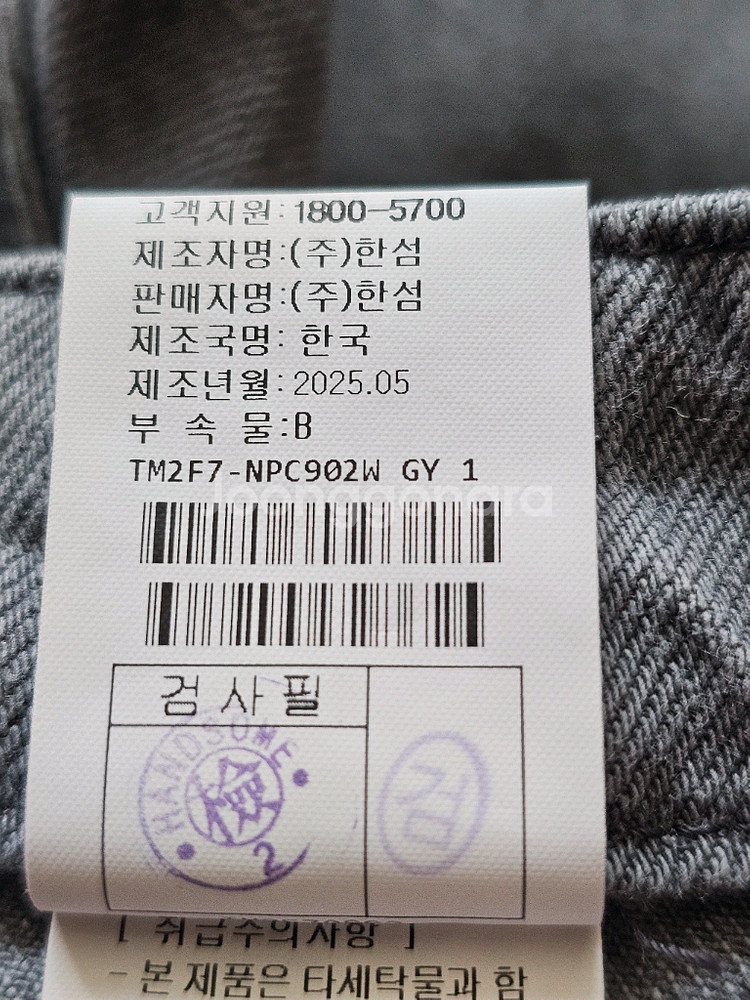 고객지원:1800-5700
제조자명:(주)한섬
판매자명:(주)한섬
제조국명: 한국
제조년월:2025.05
부 속 물:B
TM2F7-NPC902W GY 1
joonggonara
검 사 필
HANDSOME
2
검
[ 취급주의사항 ]
- 본 제품은 타세탁물과 함